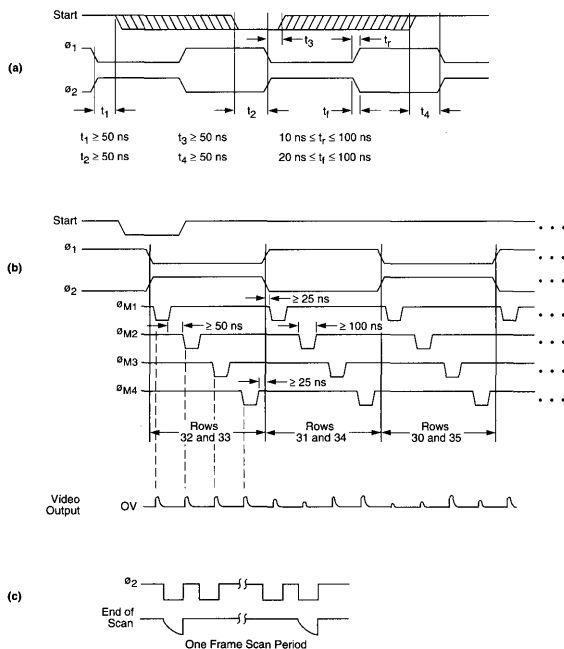 Start
t3
tr
ø1
(a)
ø2
t1
t2
tf
t4
t1 ≥ 50 ns
t3 ≥ 50 ns
10 ns ≤ tr ≤ 100 ns
t2 ≥ 50 ns
t4 ≥ 50 ns
20 ns ≤ tf ≤ 100 ns
Start
(b)
ø1
ø2
≥ 25 ns
øM1
≥ 50 ns
≥ 100 ns
øM2
øM3
≥ 25 ns
øM4
Rows
32 and 33
Rows
31 and 34
Rows
30 and 35
Video
Output
OV
ø2
(c)
End of
Scan
One Frame Scan Period